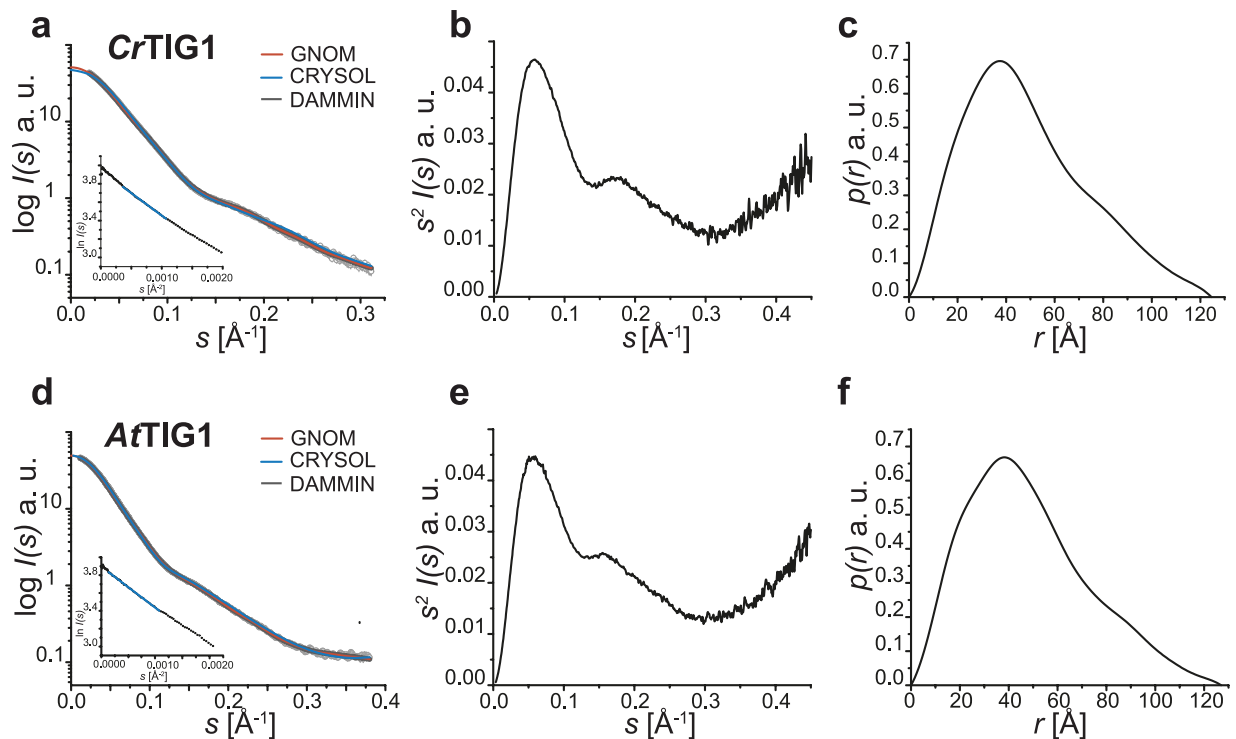 a
CrTIG1
GNOM
CRYSOL
DAMMIN
log I(s) a. u.
10
1
0.1
0.0
0.1
0.2
0.3
s [Å-1]
ln I(s)
3.8
3.4
3.0
0.0000
0.0010
0.0020
s [Å-2]
b
s2 I(s) a. u.
0.04
0.03
0.02
0.01
0.00
0.0
0.1
0.2
0.3
0.4
s [Å-1]
c
p(r) a. u.
0.7
0.6
0.5
0.4
0.3
0.2
0.1
0.0
0 20 40 60 80 100 120
r [Å]
d
AtTIG1
GNOM
CRYSOL
DAMMIN
log I(s) a. u.
10
1
0.1
0.0
0.1
0.2
0.3
0.4
s [Å-1]
ln I(s)
3.8
3.4
3.0
0.0000
0.0010
0.0020
s [Å-2]
e
s2 I(s) a. u.
0.05
0.04
0.03
0.02
0.01
0.00
0.0
0.1
0.2
0.3
0.4
s [Å-1]
f
p(r) a. u.
0.7
0.6
0.5
0.4
0.3
0.2
0.1
0.0
0 20 40 60 80 100 120
r [Å]